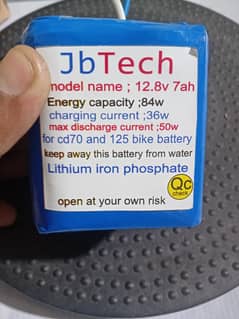 JbTech
model name ; 12.8v 7ah
Energy capacity ;84w
charging current ;36w
max discharge current ;50w
for cd70 and 125 bike battery
keep away this battery from water
Lithium iron phosphate
Qc
check
open at your own risk